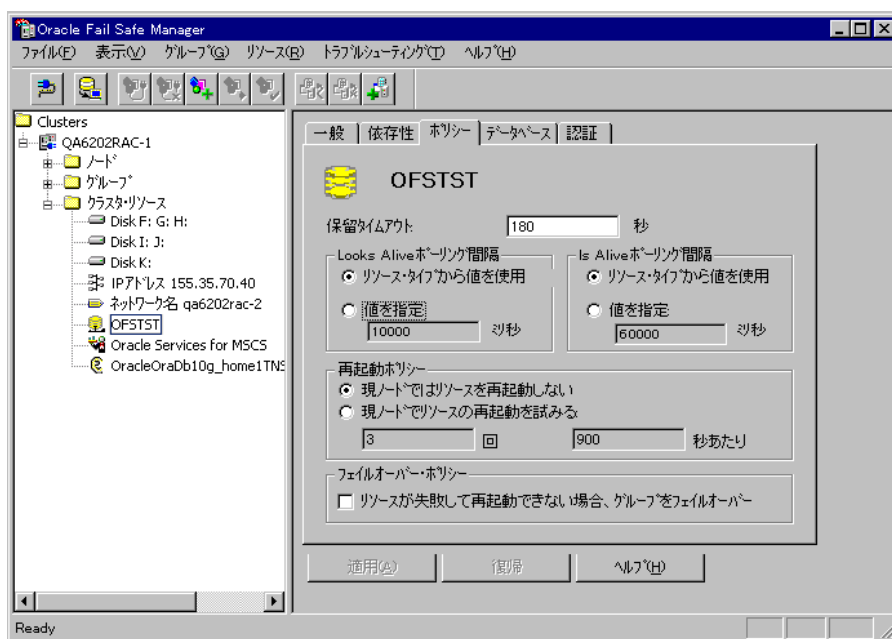 Oracle Fail Safe Manager
ファイル(F) 表示(V) グループ(G) リソース(R) トラブルシューティング(T) ヘルプ(H)
Clusters
QA6202RAC-1
ノード
グループ
クラスタ・リソース
Disk F: G: H:
Disk I: J:
Disk K:
IPアドレス 155.35.70.40
ネットワーク名 qa6202rac-2
OFSTST
Oracle Services for MSCS
OracleOraDb10g_home1TNS
一般 依存性 ポリシー データベース 認証
OFSTST
保留タイムアウト: 180 秒
Looks Aliveポーリング間隔
リソース・タイプから値を使用
値を指定:
10000 ミリ秒
Is Aliveポーリング間隔
リソース・タイプから値を使用
値を指定:
60000 ミリ秒
再起動ポリシー
現ノードではリソースを再起動しない
現ノードでリソースの再起動を試みる:
3 回 900 秒あたり
フェイルオーバー・ポリシー
リソースが失敗して再起動できない場合、グループをフェイルオーバー
適用(A) 復帰 ヘルプ(H)
Ready